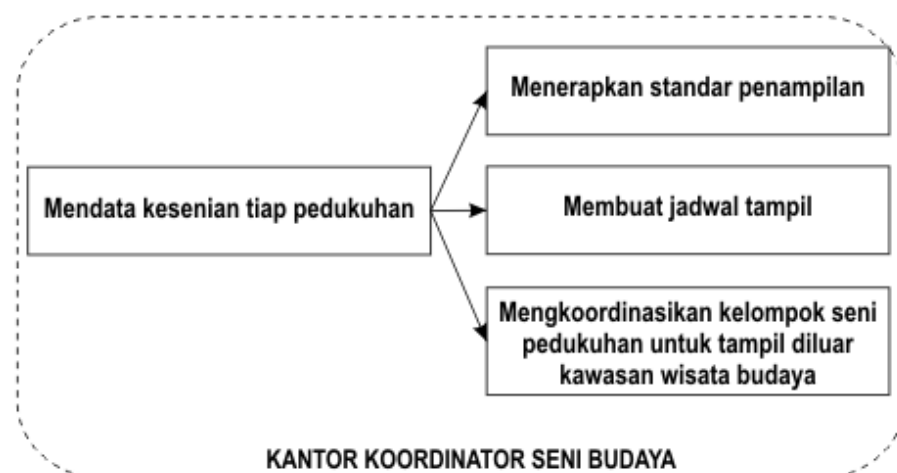 Mendata kesenian tiap pedukuhan
Menerapkan standar penampilan
Membuat jadwal tampil
Mengkoordinasikan kelompok seni
pedukuhan untuk tampil diluar
kawasan wisata budaya
KANTOR KOORDINATOR SENI BUDAYA